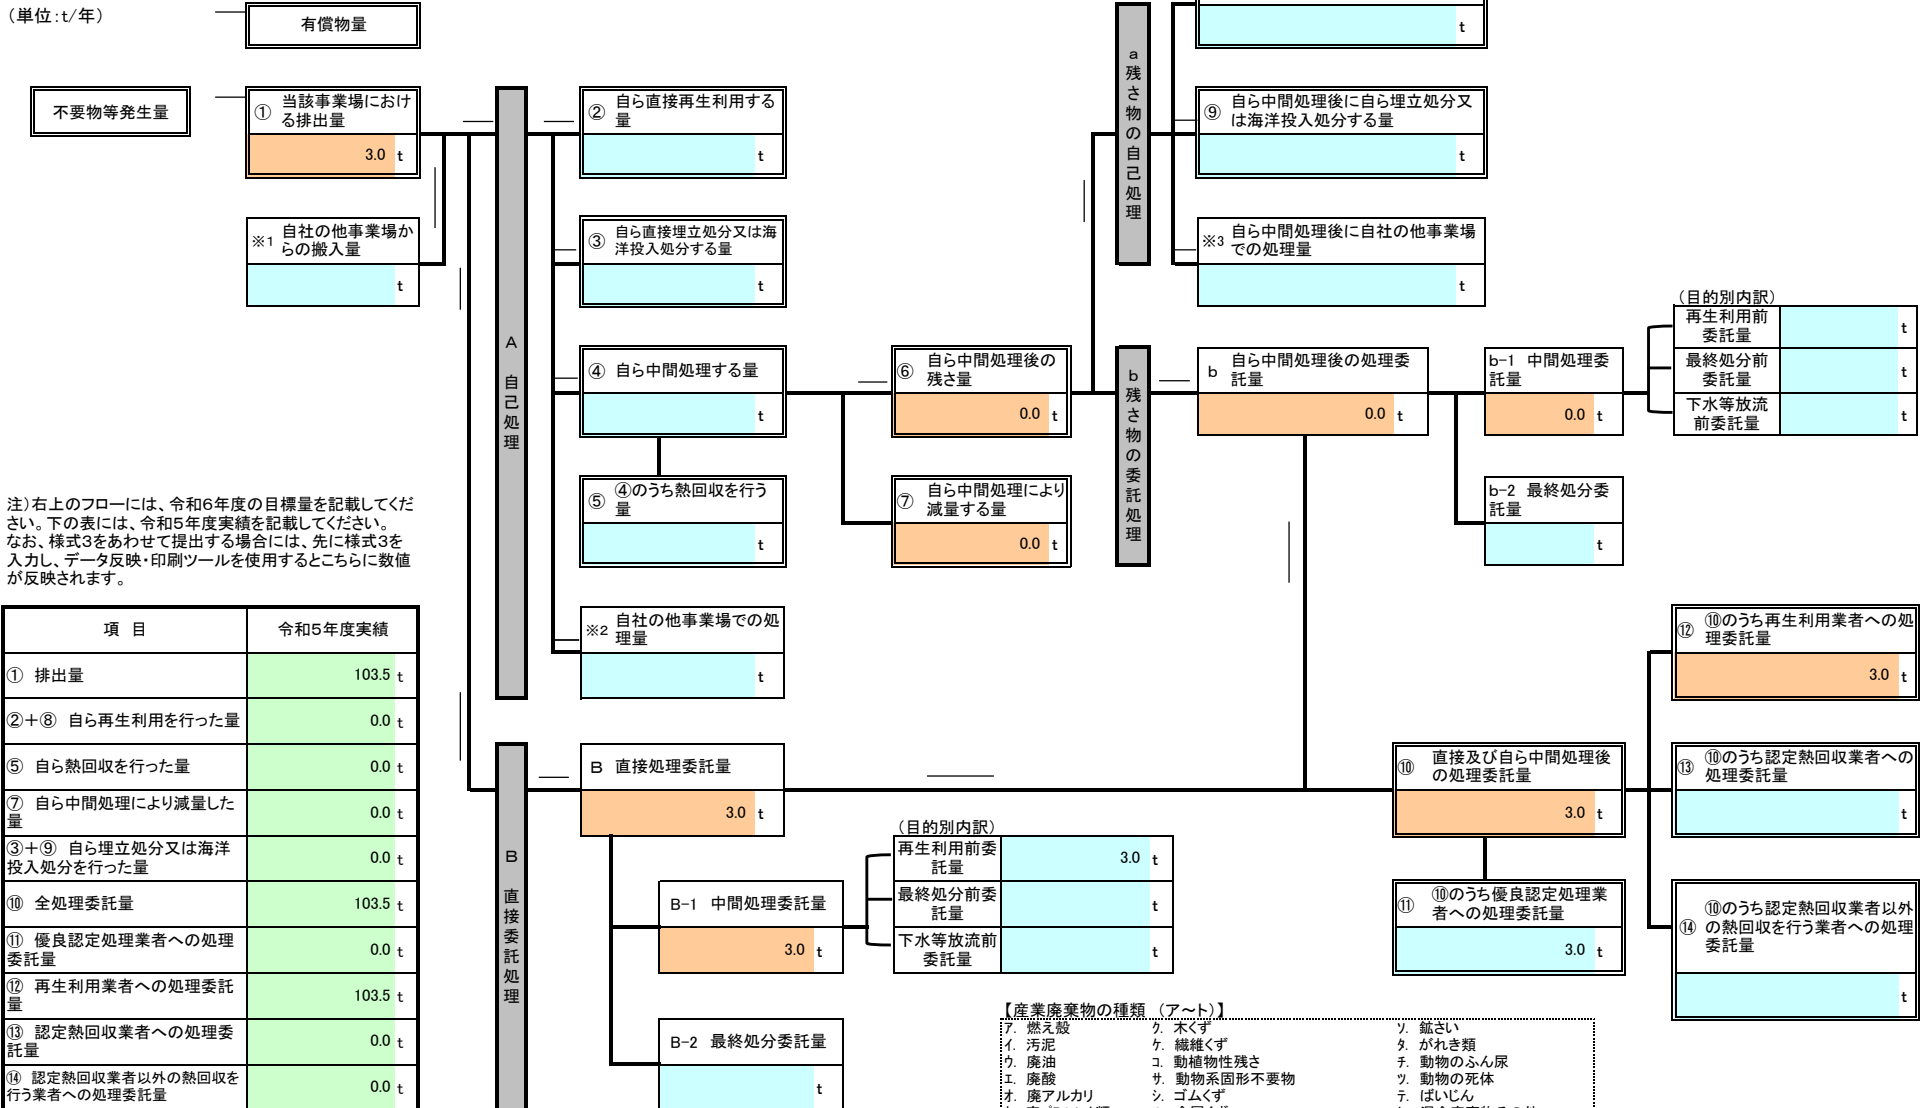 （単位：t/年）
有償物量
t
不要物等発生量
① 当該事業場におけ
る排出量
3.0 t
② 自ら直接再生利用する
量
t
a 残さ物の自己処理
⑨ 自ら中間処理後に自ら埋立処分又
は海洋投入処分する量
t
※1 自社の他事業場か
らの搬入量
t
③ 自ら直接埋立処分又は海
洋投入処分する量
t
※3 自ら中間処理後に自社の他事業場
での処理量
t
A 自己処理
④ 自ら中間処理する量
t
⑥ 自ら中間処理後の
残さ量
0.0 t
b 残さ物の委託処理
b 自ら中間処理後の処理委
託量
0.0 t
b-1 中間処理委
託量
0.0 t
（目的別内訳）
再生利用前
委託量
t
最終処分前
委託量
t
下水等放流
前委託量
t
⑤ ④のうち熱回収を行う
量
t
⑦ 自ら中間処理により
減量する量
0.0 t
b-2 最終処分委
託量
t
注）右上のフローには、令和6年度の目標量を記載してくだ
さい。下の表には、令和5年度実績を記載してください。
なお、様式3をあわせて提出する場合には、先に様式3を
入力し、データ反映・印刷ツールを使用するとこちらに数値
が反映されます。
※2 自社の他事業場での処
理量
t
項 目 令和5年度実績
① 排出量 103.5 t
②＋⑧ 自ら再生利用を行った量 0.0 t
⑤ 自ら熱回収を行った量 0.0 t
⑦ 自ら中間処理により減量した
量 0.0 t
③＋⑨ 自ら埋立処分又は海洋
投入処分を行った量 0.0 t
⑩ 全処理委託量 103.5 t
⑪ 優良認定処理業者への処理
委託量 0.0 t
⑫ 再生利用業者への処理委託
量 103.5 t
⑬ 認定熱回収業者への処理委
託量 0.0 t
⑭ 認定熱回収業者以外の熱回収を
行う業者への処理委託量 0.0 t
B 直接委託処理
B 直接処理委託量
3.0 t
B-1 中間処理委託量
3.0 t
（目的別内訳）
再生利用前委
託量
3.0 t
最終処分前委
託量
t
下水等放流前
委託量
t
B-2 最終処分委託量
t
⑩ 直接及び自ら中間処理後
の処理委託量
3.0 t
⑪ ⑩のうち優良認定処理業
者への処理委託量
3.0 t
⑫ ⑩のうち再生利用業者への処
理委託量
3.0 t
⑬ ⑩のうち認定熱回収業者への
処理委託量
t
⑭ ⑩のうち認定熱回収業者以外
の熱回収を行う業者への処理
委託量
t
【産業廃棄物の種類 （ア～ト）】
ア. 燃え殻 ク. 木くず ソ. 鉱さい
イ. 汚泥 ケ. 繊維くず タ. がれき類
ウ. 廃油 コ. 動植物性残さ チ. 動物のふん尿
エ. 廃酸 サ. 動物系固形不要物 ツ. 動物の死体
オ. 廃アルカリ シ. ゴムくず テ. ばいじん